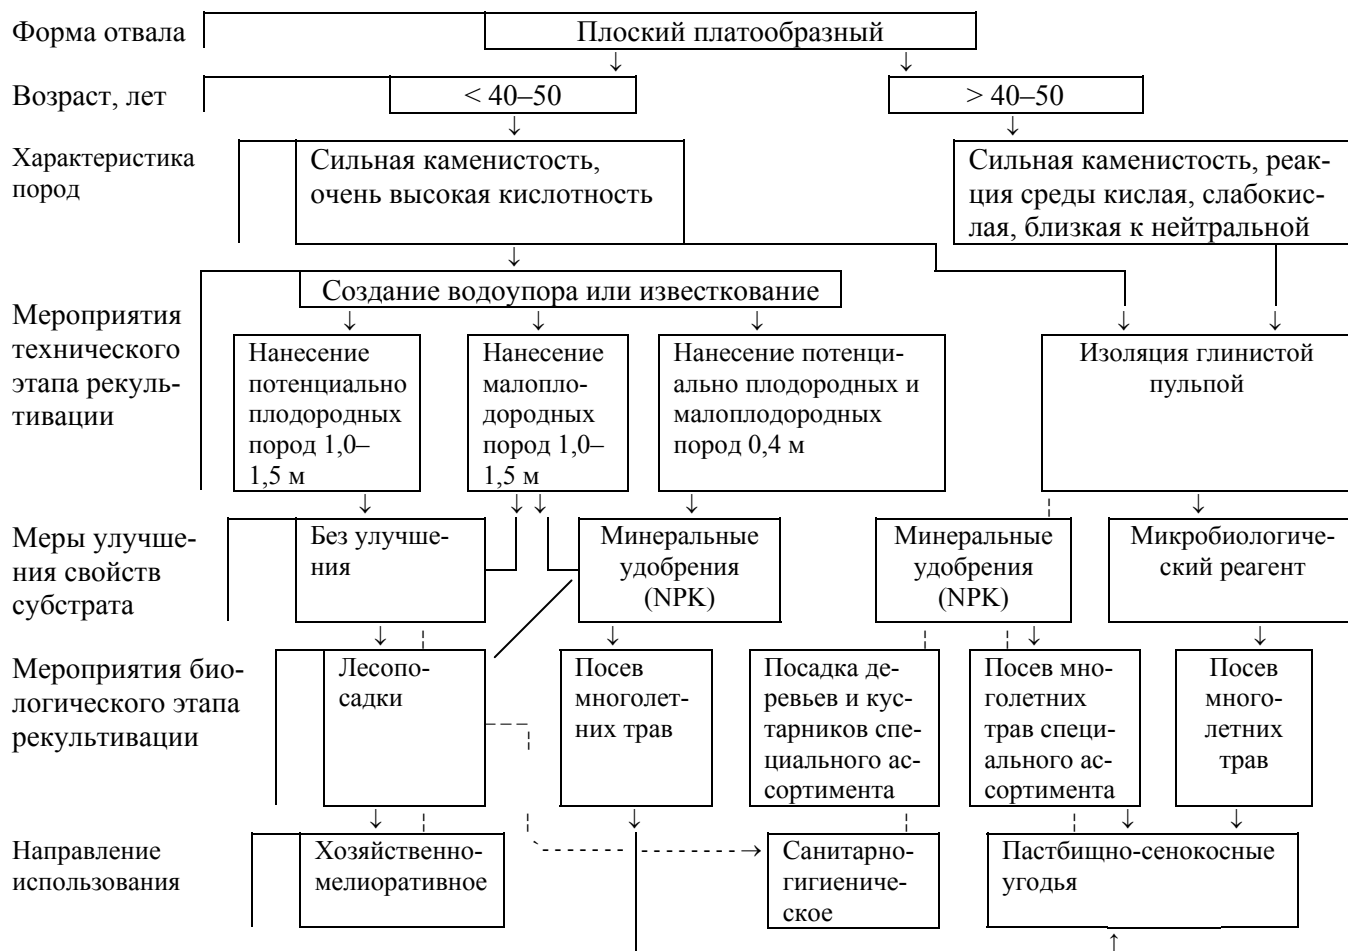 Форма отвала
Плоский платообразный
↓
↓
Возраст, лет
< 40–50
> 40–50
↓
↓
Характеристика
пород
Сильная каменистость,
очень высокая кислотность
Сильная каменистость, реак-
ция среды кислая, слабокис-
лая, близкая к нейтральной
↓
Мероприятия
технического
этапа рекуль-
тивации
Создание водоупора или известкование
↓
↓
↓
↓
↓
Нанесение
потенциально
плодородных
пород 1,0–
1,5 м
Нанесение
малопло-
дородных
пород 1,0–
1,5 м
Нанесение потенци-
ально плодородных и
малоплодородных
пород 0,4 м
Изоляция глинистой
пульпой
↓
↓
↓
↓
↓
Меры улучше-
ния свойств
субстрата
Без улучше-
ния
Минеральные
удобрения
(NPK)
Минеральные
удобрения
(NPK)
Микробиологиче-
ский реагент
↓
↓
↓
↓
Мероприятия био-
логического этапа
рекультивации
Лесопо-
садки
Посев
многолет-
них трав
Посадка де-
ревьев и кус-
тарников спе-
циального ас-
сортимента
Посев мно-
голетних
трав специ-
ального ас-
сортимента
Посев
много-
летних
трав
↓
↓
↓
↓
Направление
использования
Хозяйственно-
мелиоративное
Санитарно-
гигиениче-
ское
Пастбищно-сенокосные
угодья
↑